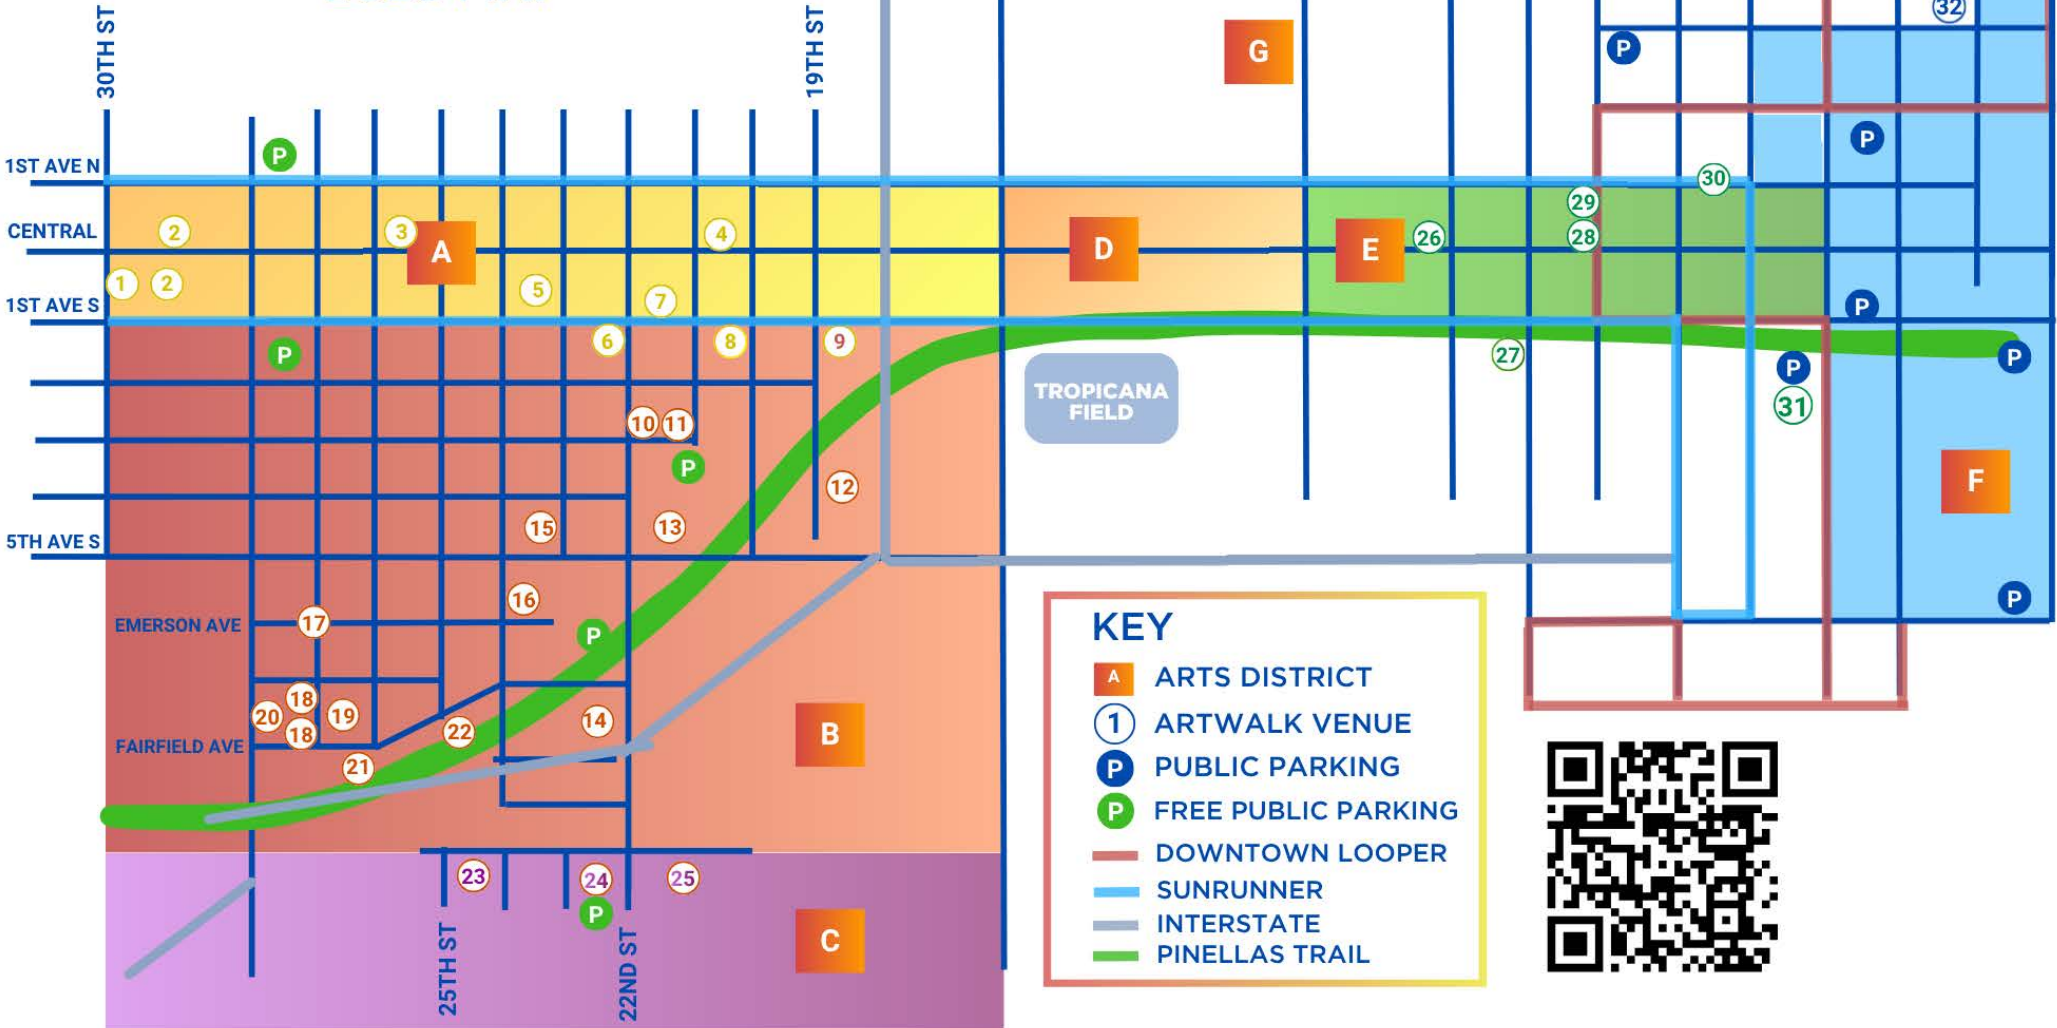 30TH ST
19TH ST
G
P
32
P
1ST AVE N
P
30
29
CENTRAL
2
3
A
4
D
E
26
28
1
2
5
7
1ST AVE S
P
P
6
8
9
27
P
P
TROPICANA
FIELD
31
10
11
P
12
F
15
13
5TH AVE S
16
P
EMERSON AVE
17
P
KEY
A ARTS DISTRICT
1 ARTWALK VENUE
P PUBLIC PARKING
P FREE PUBLIC PARKING
DOWNTOWN LOOPER
SUNRUNNER
INTERSTATE
PINELLAS TRAIL
18
20
19
18
14
22
B
FAIRFIELD AVE
21
23
24
25
P
C
25TH ST
22ND ST